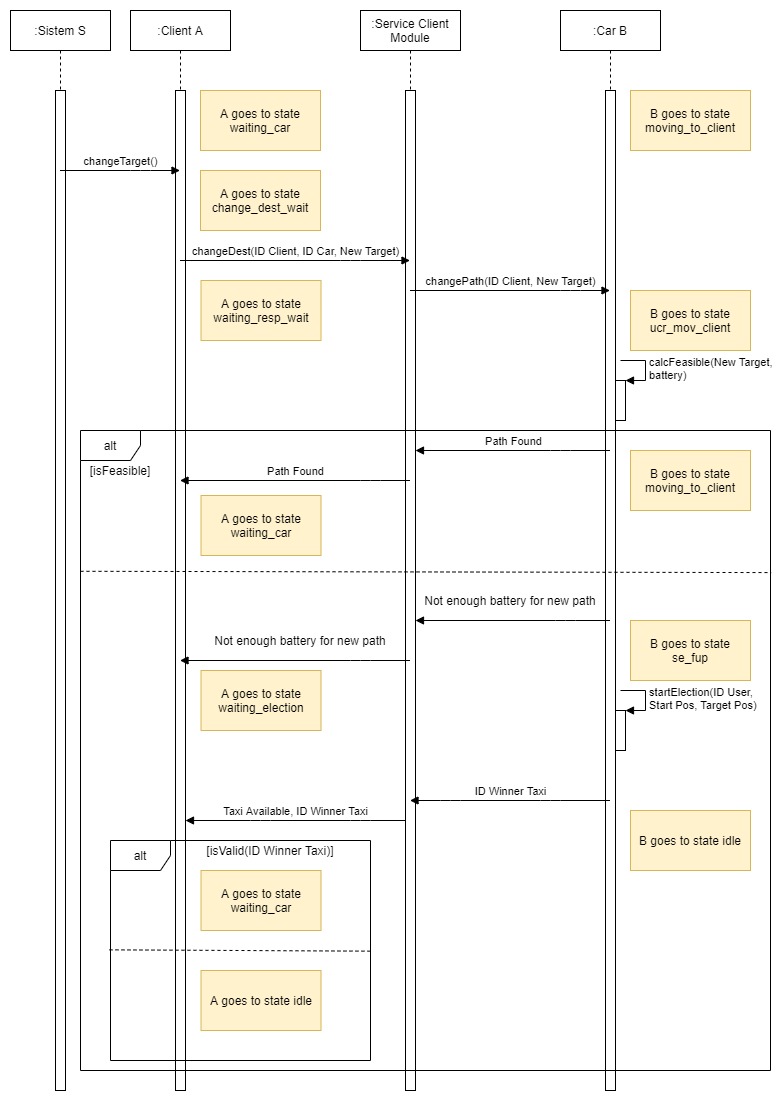 :Sistem S
:Client A
:Service Client
Module
:Car B
A goes to state
waiting_car
B goes to state
moving_to_client
changeTarget()
A goes to state
change_dest_wait
changeDest(ID Client, ID Car, New Target)
changePath(ID Client, New Target)
A goes to state
waiting_resp_wait
B goes to state
ucr_mov_client
calcFeasible(New Target,
battery)
alt
[isFeasible]
Path Found
Path Found
B goes to state
moving_to_client
A goes to state
waiting_car
Not enough battery for new path
Not enough battery for new path
B goes to state
se_fup
A goes to state
waiting_election
startElection(ID User,
Start Pos, Target Pos)
ID Winner Taxi
Taxi Available, ID Winner Taxi
B goes to state idle
alt
[isValid(ID Winner Taxi)]
A goes to state
waiting_car
A goes to state idle